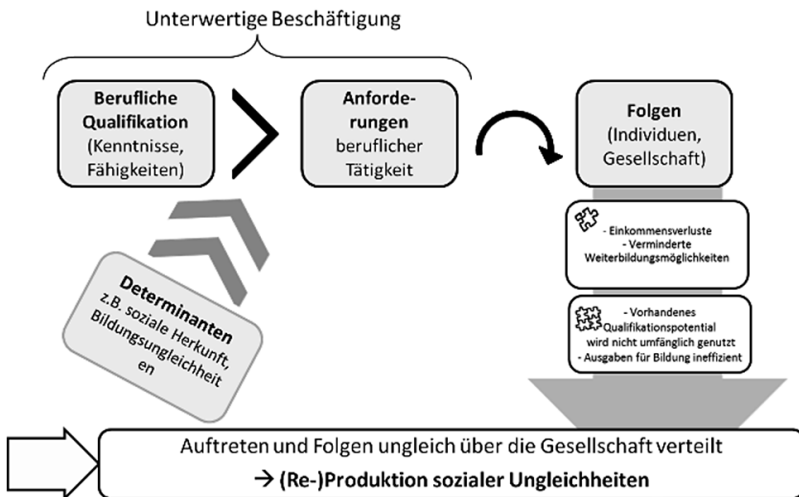 Unterwertige Beschäftigung
Berufliche
Qualifikation
(Kenntnisse,
Fähigkeiten)
Anforde-
rungen
beruflicher
Tätigkeit
Folgen
(Individuen,
Gesellschaft)
Determinanten
z.B. soziale Herkunft,
Bildungsungleichheit
en
- Einkommensverluste
- Verminderte
Weiterbildungsmöglichkeiten
- Vorhandenes
Qualifikationspotential
wird nicht umfänglich genutzt
- Ausgaben für Bildung ineffizient
Auftreten und Folgen ungleich über die Gesellschaft verteilt
→ (Re-)Produktion sozialer Ungleichheiten